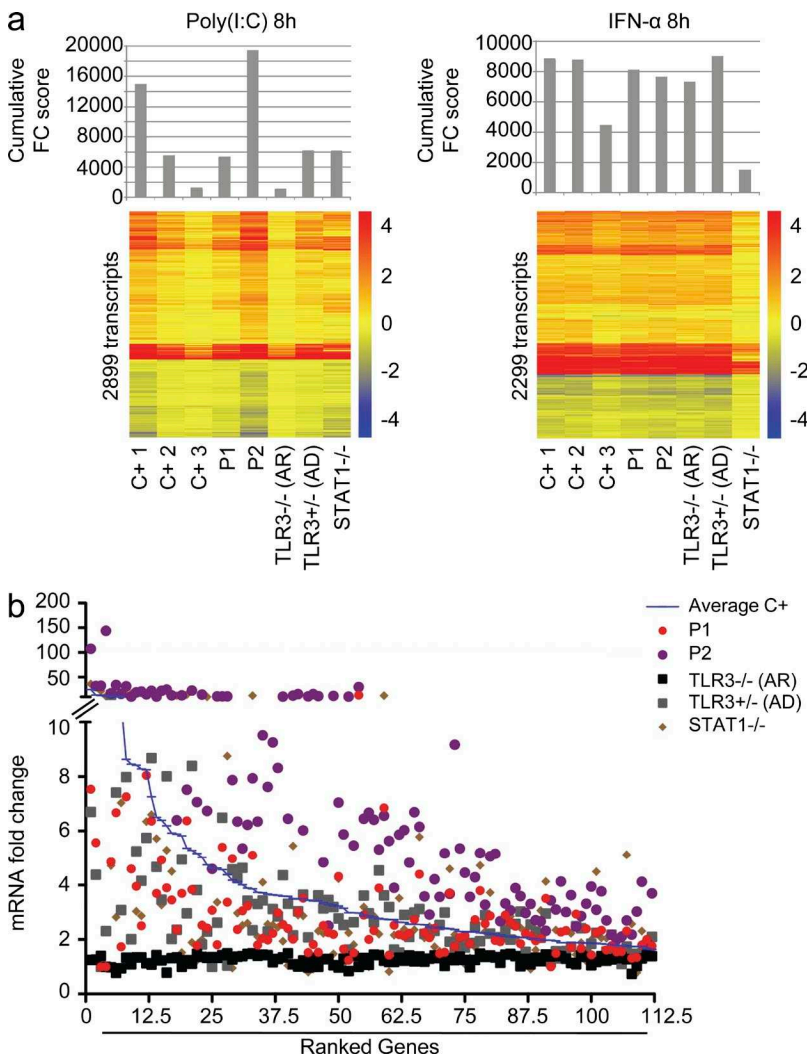 a
Poly(I:C) 8h
Cumulative
FC score
20000
16000
12000
8000
4000
0
2899 transcripts
4
2
0
-2
-4
C+ 1
C+ 2
C+ 3
P1
P2
TLR3-/- (AR)
TLR3+/- (AD)
STAT1-/-
IFN-α 8h
Cumulative
FC score
10000
8000
6000
4000
2000
0
2299 transcripts
4
2
0
-2
-4
C+ 1
C+ 2
C+ 3
P1
P2
TLR3-/- (AR)
TLR3+/- (AD)
STAT1-/-
b
mRNA fold change
200
150
100
50
10
8
6
4
2
0
0
12.5
25
37.5
50
62.5
75
87.5
100
112.5
Ranked Genes
Average C+
P1
P2
TLR3-/- (AR)
TLR3+/- (AD)
STAT1-/-